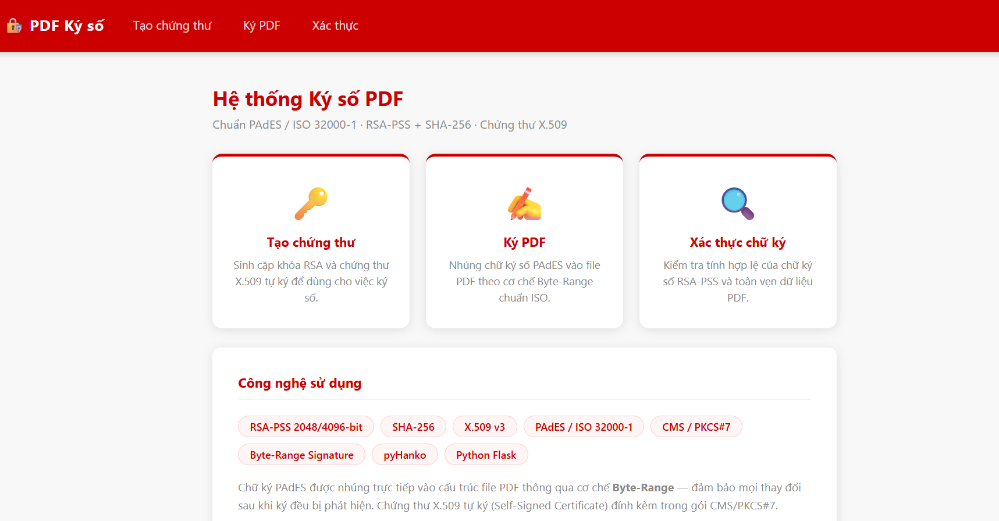 PDF Ký số
Tạo chứng thư
Ký PDF
Xác thực
Hệ thống Ký số PDF
Chuẩn PAdES / ISO 32000-1 · RSA-PSS + SHA-256 · Chứng thư X.509
Tạo chứng thư
Sinh cặp khóa RSA và chứng thư
X.509 tự ký để dùng cho việc ký
số.
Ký PDF
Nhúng chữ ký số PAdES vào file
PDF theo cơ chế Byte-Range
chuẩn ISO.
Xác thực chữ ký
Kiểm tra tính hợp lệ của chữ ký
số RSA-PSS và toàn vẹn dữ liệu
PDF.
Công nghệ sử dụng
RSA-PSS 2048/4096-bit
SHA-256
X.509 v3
PAdES / ISO 32000-1
CMS / PKCS#7
Byte-Range Signature
pyHanko
Python Flask
Chữ ký PAdES được nhúng trực tiếp vào cấu trúc file PDF thông qua cơ chế Byte-Range — đảm bảo mọi thay đổi
sau khi ký đều bị phát hiện. Chứng thư X.509 tự ký (Self-Signed Certificate) đính kèm trong gói CMS/PKCS#7.